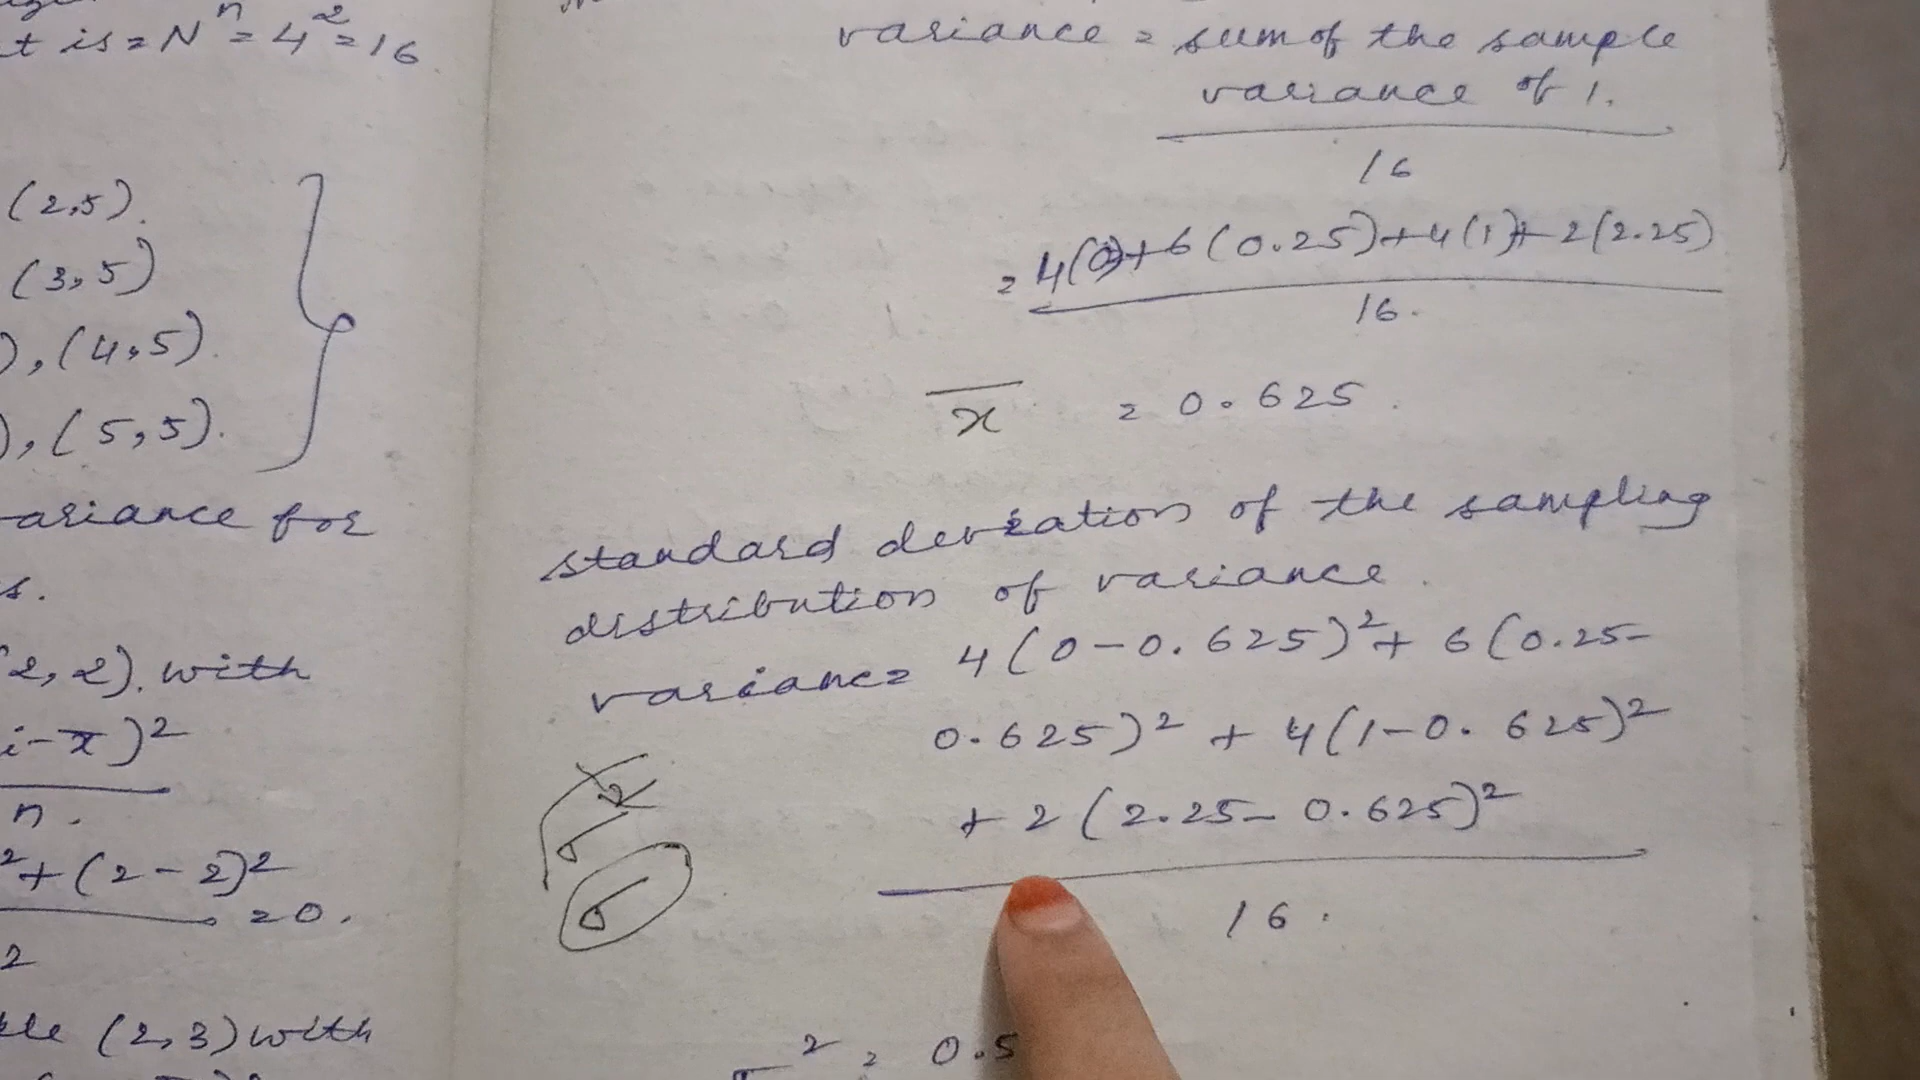 t is = N^n = 4^2 = 16
(2,5).
(3,5)
), (4,5).
), (5,5).
ariance for
s.
2,2). with
i-x̄)²
n.
²+(2-2)²
=0.
2
ple (2,3) with
variance = sum of the sample
variance of 1.
16
= 4(0)+6(0.25)+4(1)+2(2.25)
16.
x̄ = 0.625.
standard deviation of the sampling
distribution of variance.
variance = 4(0-0.625)²+6(0.25-
0.625)² + 4(1-0.625)²
+ 2(2.25-0.625)²
16.
σ
σ
² = 0.5